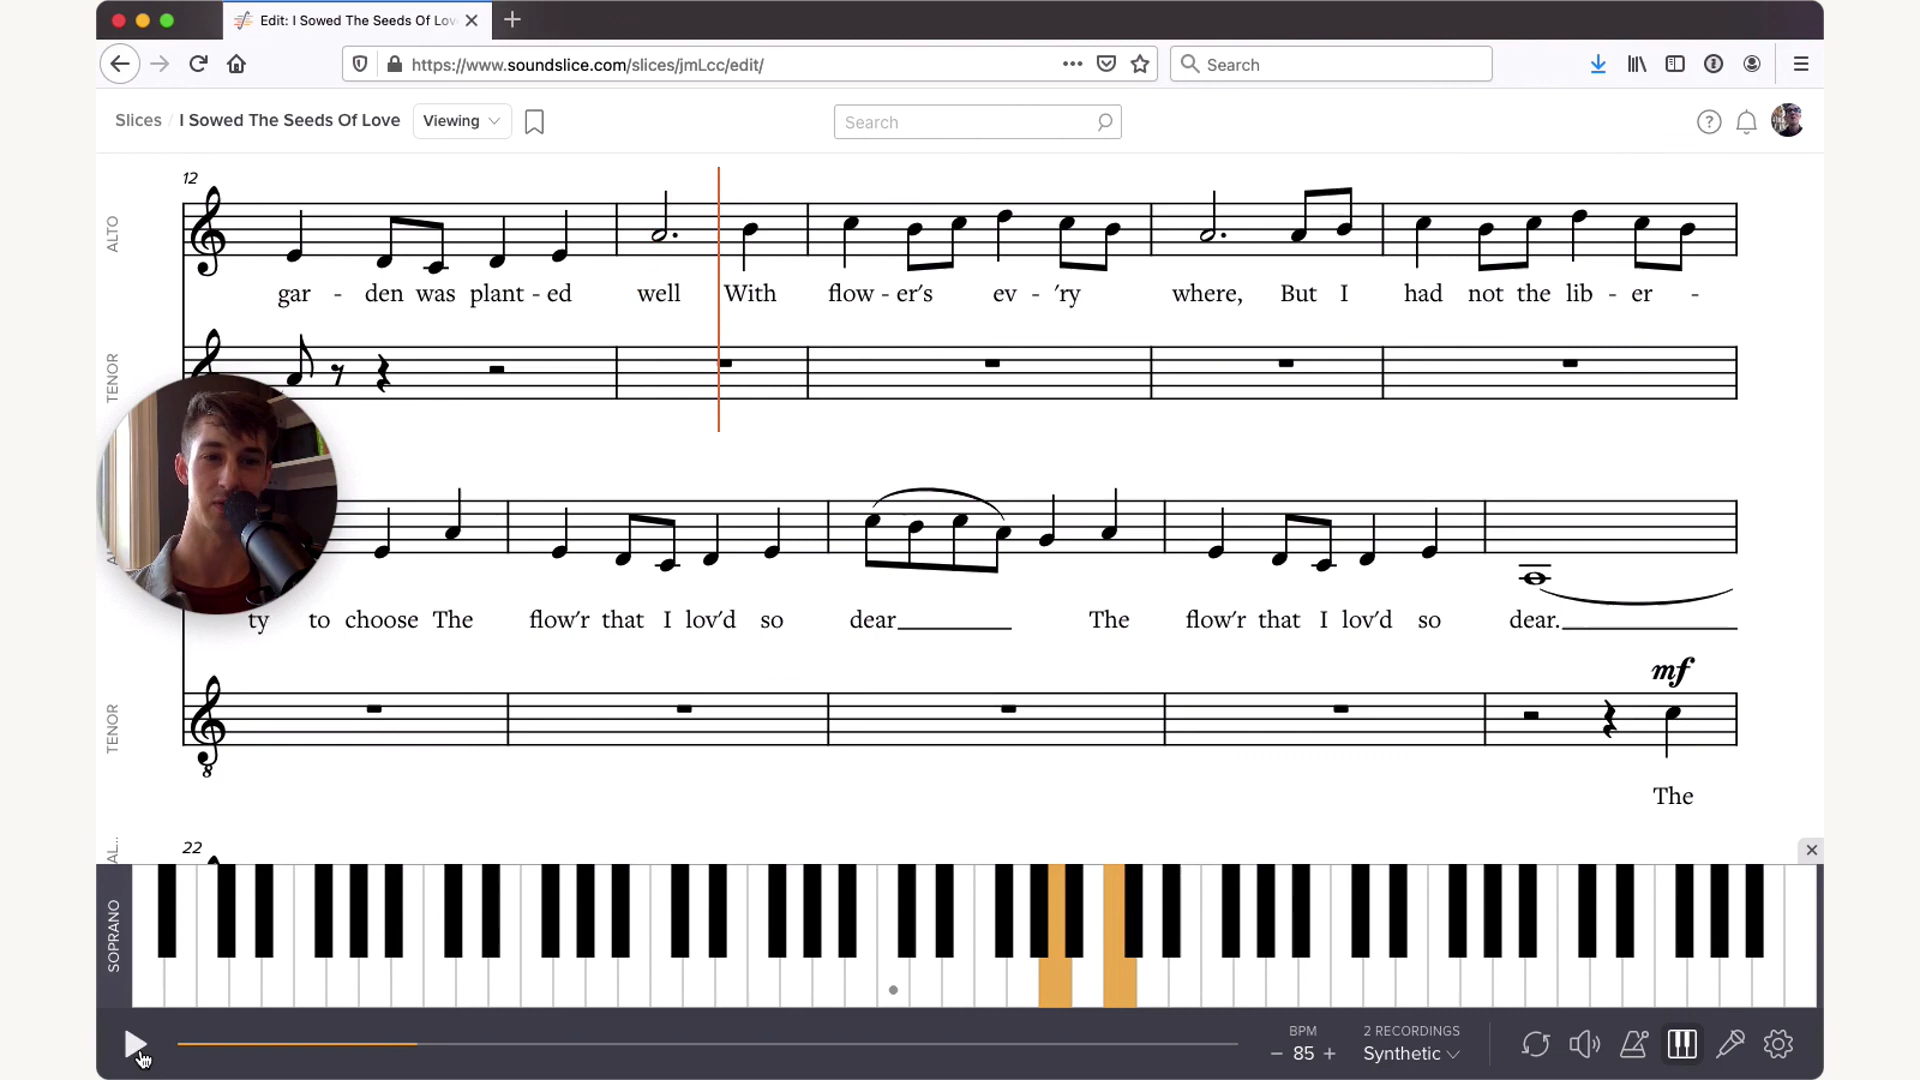 Edit: I Sowed The Seeds Of Lov
https://www.soundslice.com/slices/jmLcc/edit/
Search
Slices / I Sowed The Seeds Of Love
Viewing
Search
12
ALTO
gar - den was plant - ed well With flow - er's ev - 'ry where, But I had not the lib - er -
TENOR
ty to choose The flow'r that I lov'd so dear The flow'r that I lov'd so dear.
mf
TENOR
8
The
22
AL...
SOPRANO
BPM
− 85 +
2 RECORDINGS
Synthetic